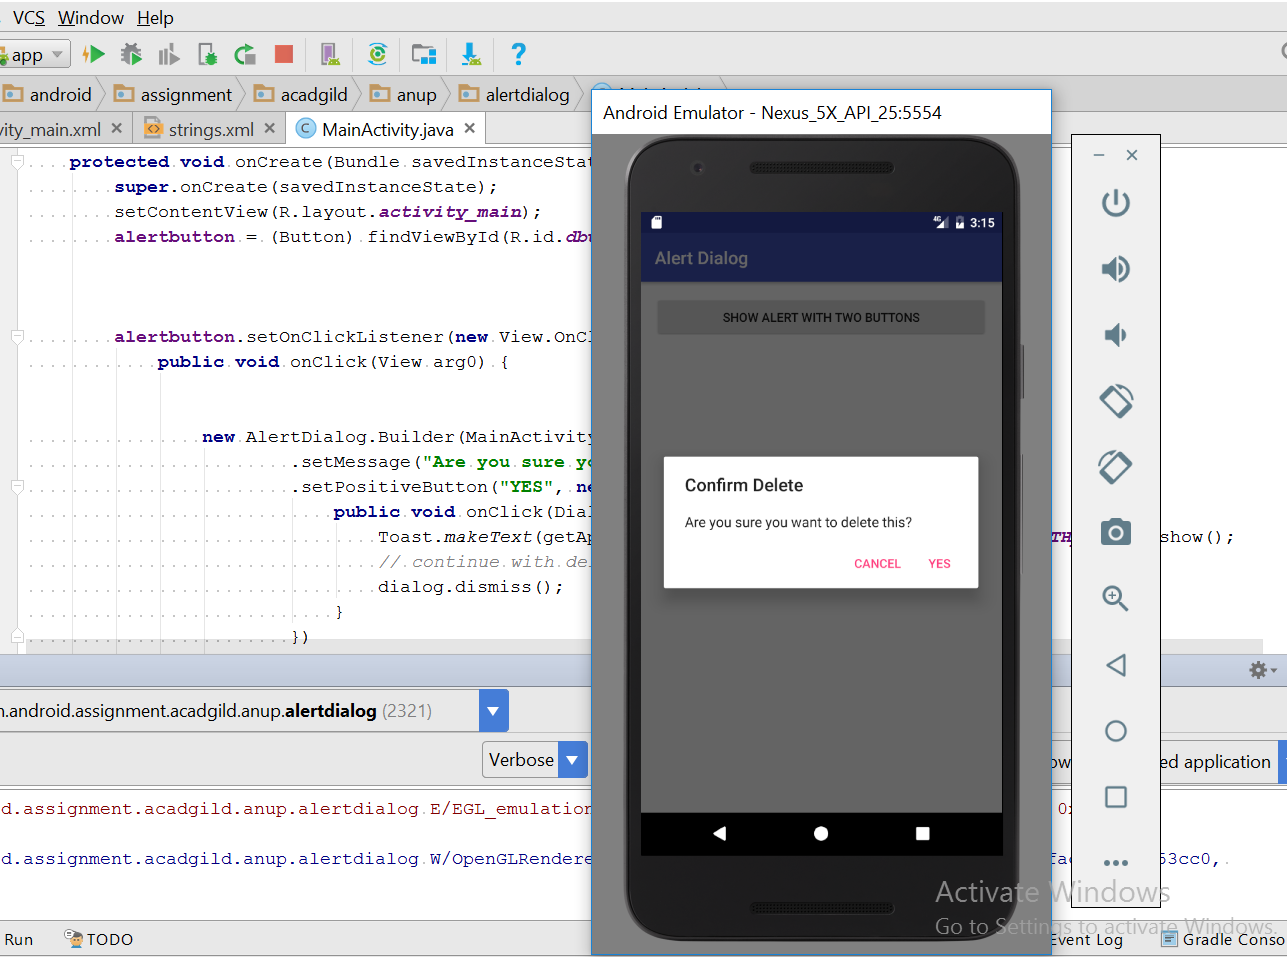 VCS Window Help
app
android assignment acadgild anup alertdialog
Android Emulator - Nexus_5X_API_25:5554
ity_main.xml strings.xml MainActivity.java
protected void onCreate(Bundle savedInstanceStat
super.onCreate(savedInstanceState);
setContentView(R.layout.activity_main);
alertbutton = (Button) findViewById(R.id.dbu
alertbutton.setOnClickListener(new View.OnCl
public void onClick(View arg0) {
new AlertDialog.Builder(MainActivity
.setMessage("Are you sure yo
.setPositiveButton("YES", ne
public void onClick(Dial
Toast.makeText(getAp
TH
show();
// continue with de
dialog.dismiss();
}
})
3:15
Alert Dialog
SHOW ALERT WITH TWO BUTTONS
Confirm Delete
Are you sure you want to delete this?
CANCEL YES
.android.assignment.acadgild.anup.alertdialog (2321)
Verbose
ed application
d.assignment.acadgild.anup.alertdialog E/EGL_emulation
d.assignment.acadgild.anup.alertdialog W/OpenGLRendere
53cc0,
Activate Windows
Go to Settings to activate Windows.
Run TODO
Event Log Gradle Conso